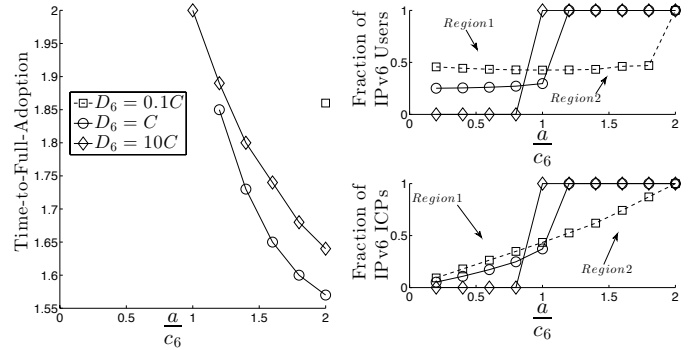 2
1.95
1.9
1.85
1.8
1.75
1.7
1.65
1.6
1.55
0 0.5 1 1.5 2
Time-to-Full-Adoption
D₆ = 0.1C
D₆ = C
D₆ = 10C
a
c₆
Fraction of
IPv6 Users
1
0.5
0
0 0.5 1 1.5 2
Region1
Region2
a
c₆
Fraction of
IPv6 ICPs
1
0.5
0
0 0.5 1 1.5 2
Region1
Region2
a
c₆